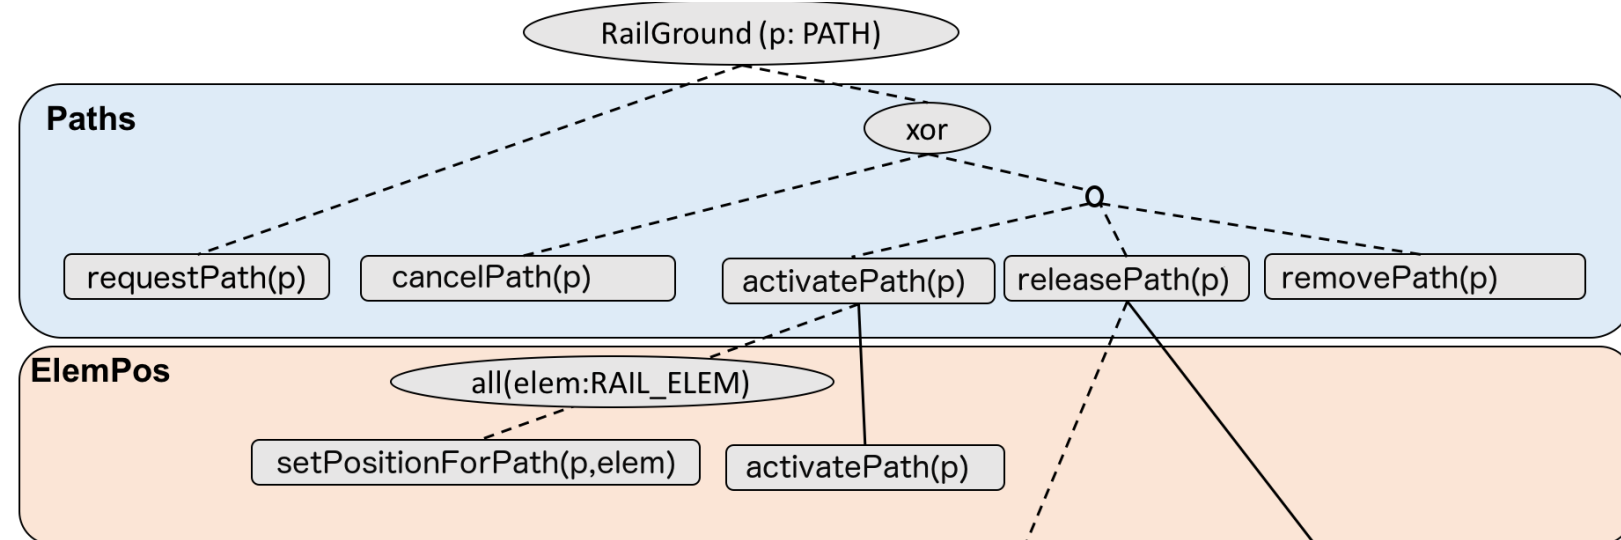 RailGround (p: PATH)
Paths
xor
requestPath(p)
cancelPath(p)
activatePath(p)
releasePath(p)
removePath(p)
ElemPos
all(elem:RAIL_ELEM)
setPositionForPath(p,elem)
activatePath(p)